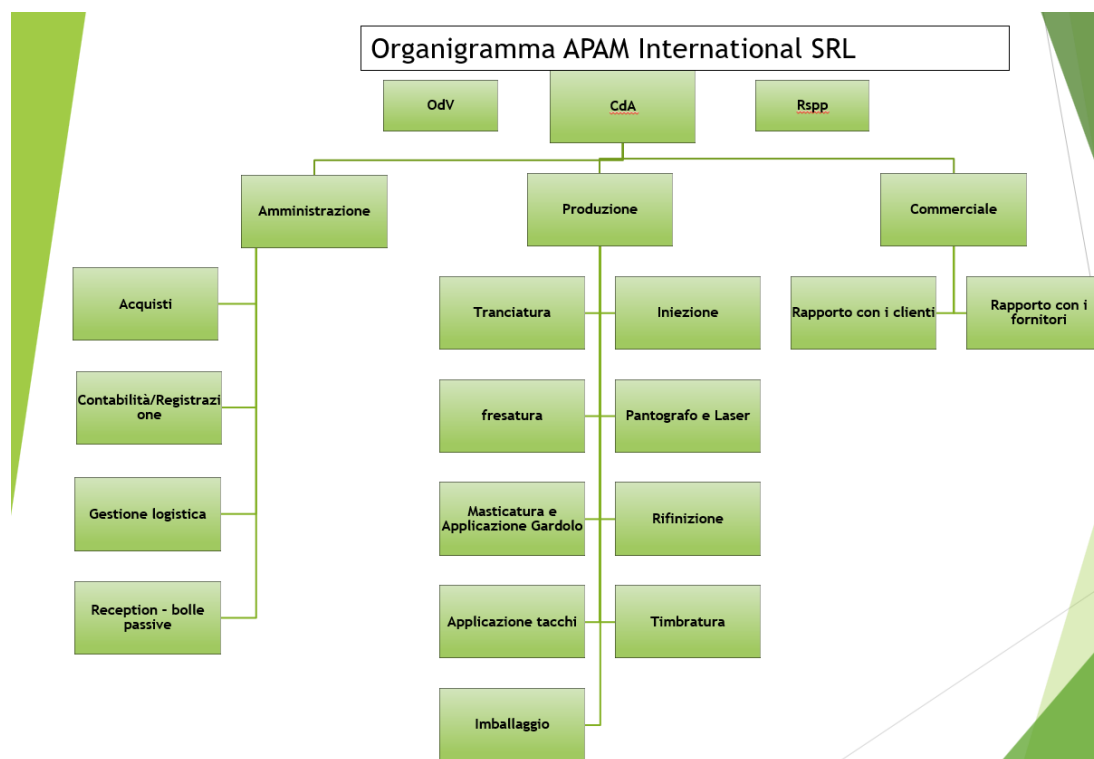 Organigramma APAM International SRL
OdV
CdA
Rspp
Amministrazione
Produzione
Commerciale
Acquisti
Tranciatura
Iniezione
Rapporto con i clienti
Rapporto con i
fornitori
Contabilità/Registrazi
one
fresatura
Pantografo e Laser
Gestione logistica
Masticatura e
Applicazione Gardolo
Rifinizione
Reception - bolle
passive
Applicazione tacchi
Timbratura
Imballaggio